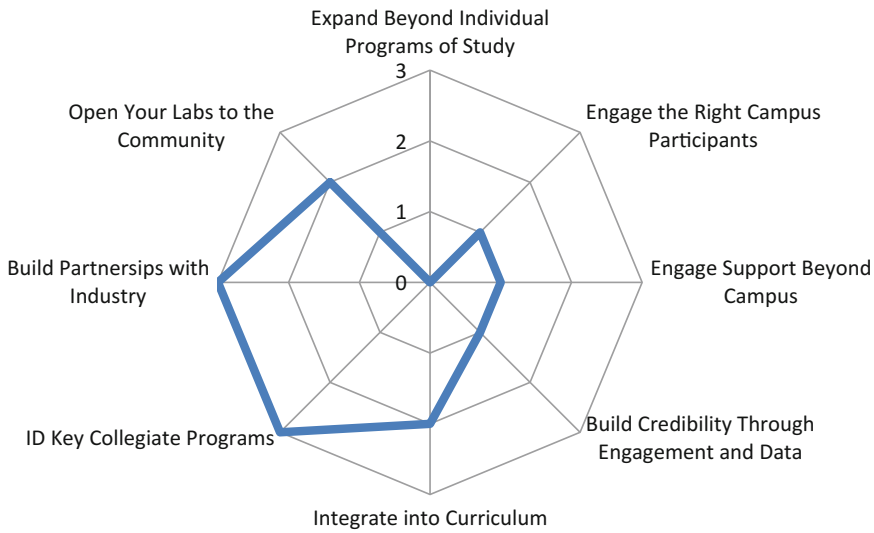 Expand Beyond Individual
Programs of Study
3
Open Your Labs to the
Community
Engage the Right Campus
Participants
2
1
Build Partnersips with
Industry
0
Engage Support Beyond
Campus
ID Key Collegiate Programs
Build Credibility Through
Engagement and Data
Integrate into Curriculum